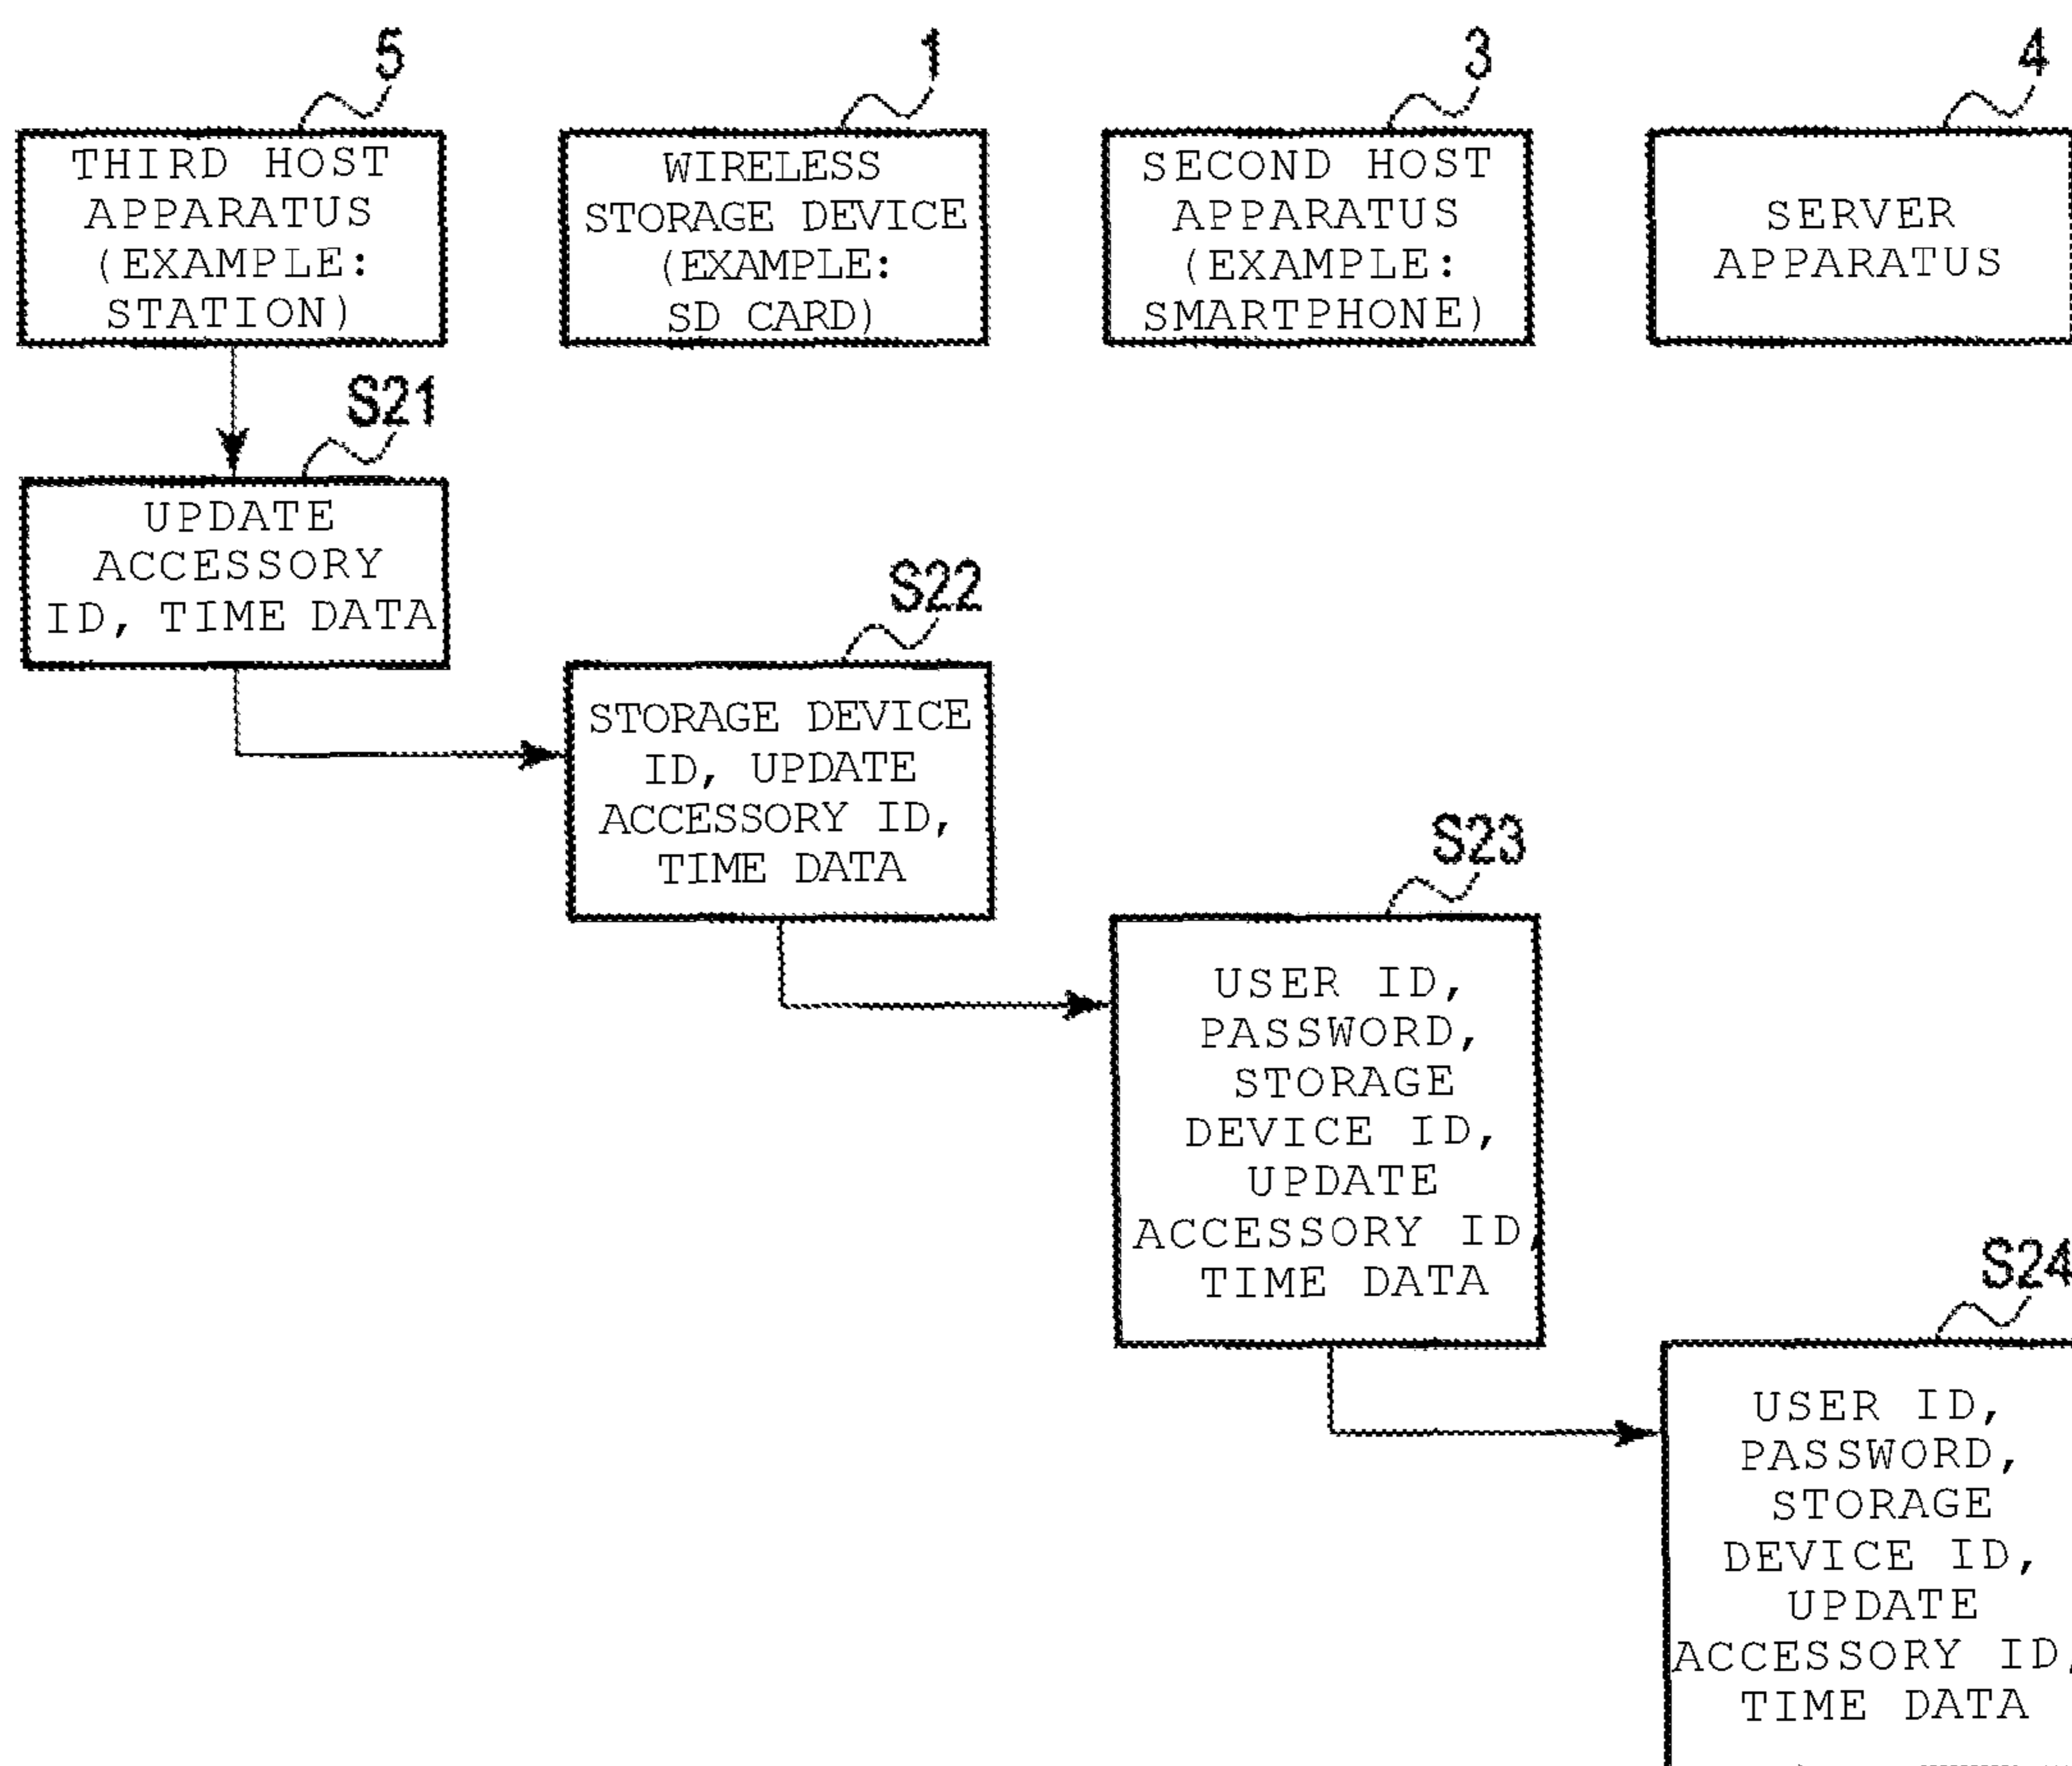 5
1
3
4
THIRD HOST
APPARATUS
(EXAMPLE:
STATION)
WIRELESS
STORAGE DEVICE
(EXAMPLE:
SD CARD)
SECOND HOST
APPARATUS
(EXAMPLE:
SMARTPHONE)
SERVER
APPARATUS
S21
UPDATE
ACCESSORY
ID, TIME DATA
S22
STORAGE DEVICE
ID, UPDATE
ACCESSORY ID,
TIME DATA
S23
USER ID,
PASSWORD,
STORAGE
DEVICE ID,
UPDATE
ACCESSORY ID,
TIME DATA
S24
USER ID,
PASSWORD,
STORAGE
DEVICE ID,
UPDATE
ACCESSORY ID,
TIME DATA